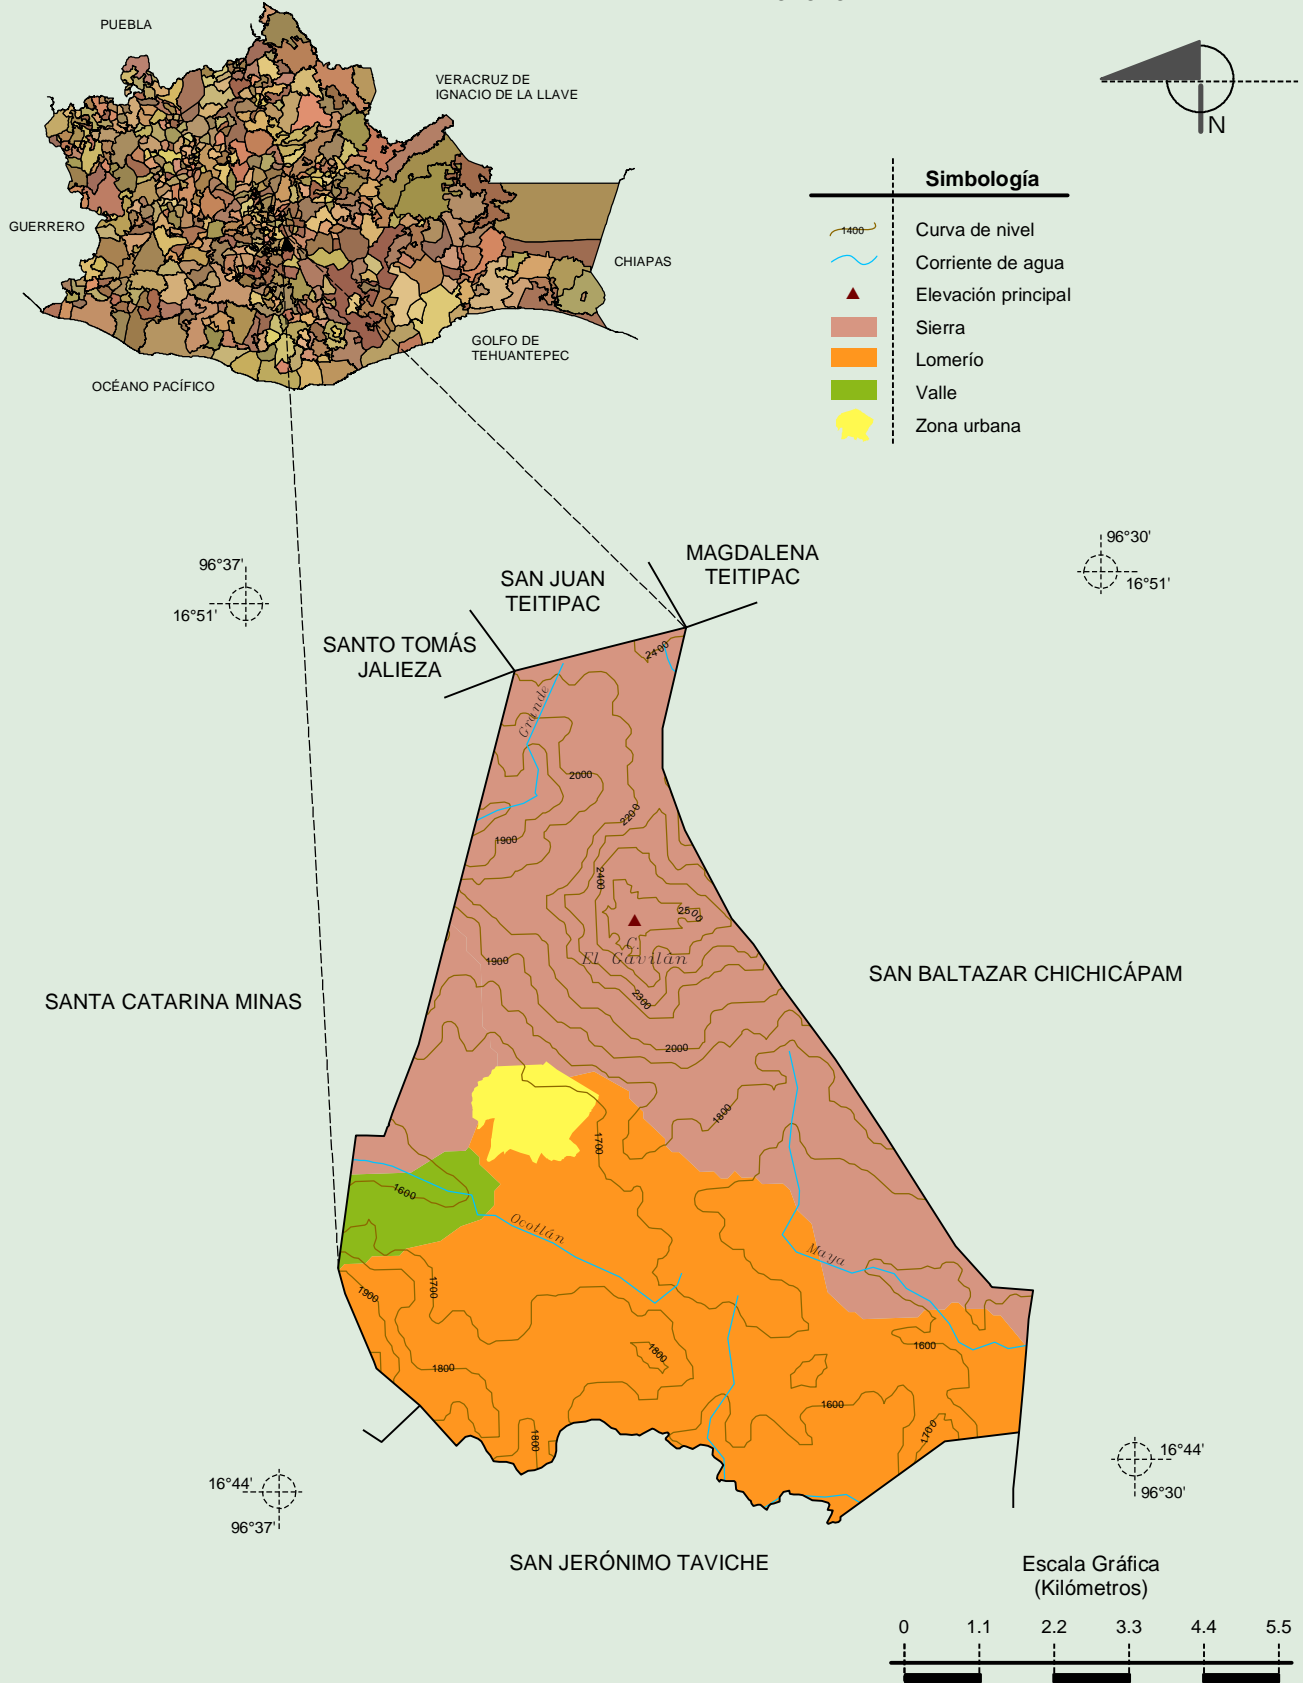 PUEBLA
VERACRUZ DE
IGNACIO DE LA LLAVE
GUERRERO
CHIAPAS
GOLFO DE
TEHUANTEPEC
OCÉANO PACÍFICO
N
Simbología
1400
Curva de nivel
Corriente de agua
Elevación principal
Sierra
Lomerío
Valle
Zona urbana
96°37'
16°51'
96°30'
16°51'
MAGDALENA
TEITIPAC
SAN JUAN
TEITIPAC
SANTO TOMÁS
JALIEZA
2400
Grande
2000
2200
1900
2400
2500
C.
El Gavilán
1900
2300
2000
SANTA CATARINA MINAS
SAN BALTAZAR CHICHICÁPAM
1800
1700
1600
Ocotlán
Maya
1700
1900
1800
1800
1600
1600
1700
1800
16°44'
96°37'
16°44'
96°30'
SAN JERÓNIMO TAVICHE
Escala Gráfica
(Kilómetros)
0 1.1 2.2 3.3 4.4 5.5